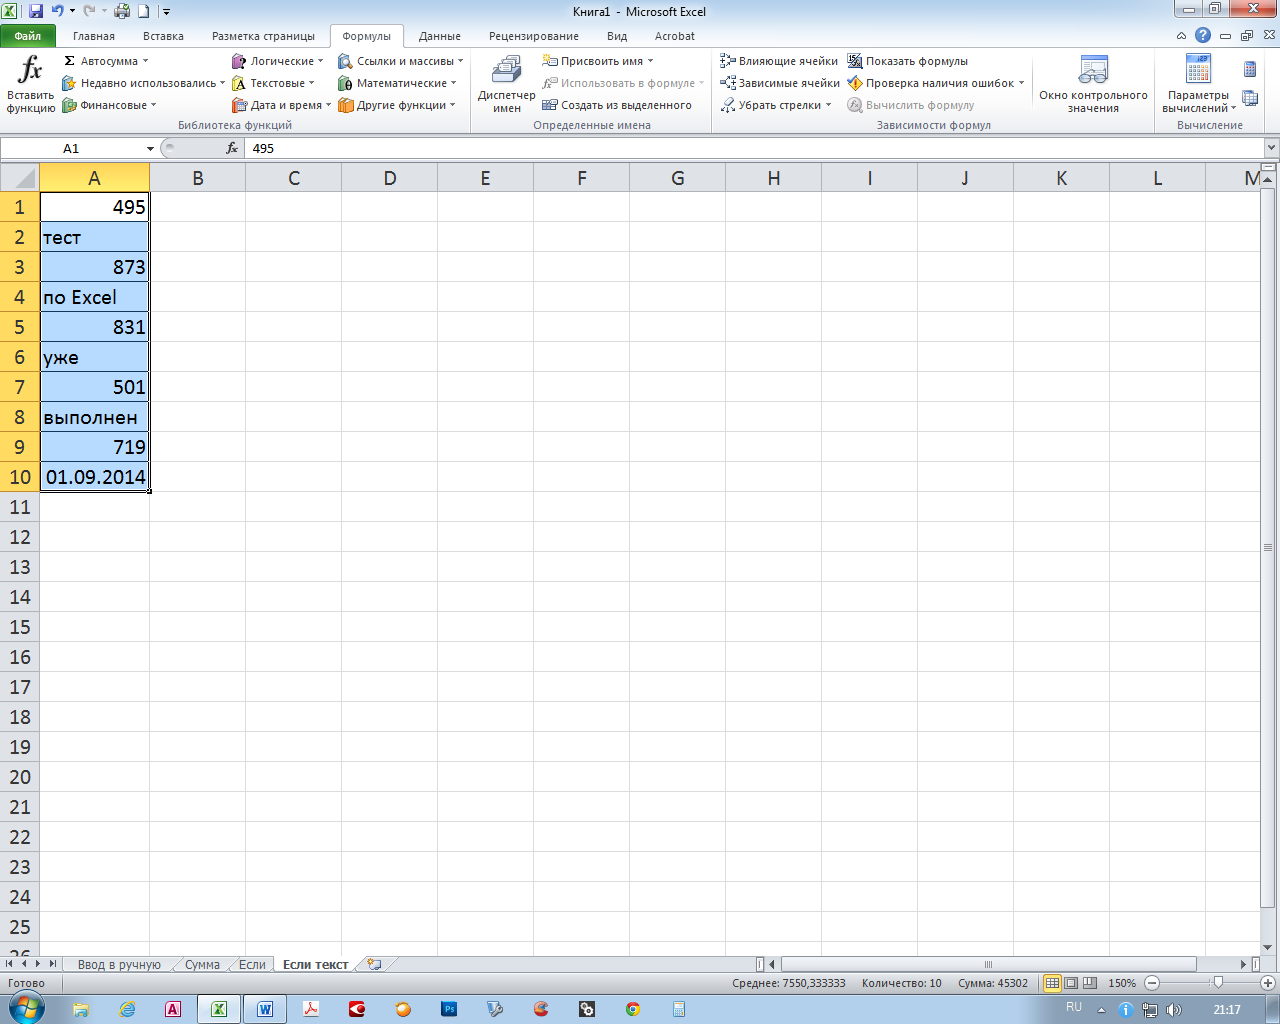 Книга1 - Microsoft Excel
Файл Главная Вставка Разметка страницы Формулы Данные Рецензирование Вид Acrobat
fx Вставить функцию
Σ Автосумма
Недавно использовались
Финансовые
Логические
Текстовые
Дата и время
Ссылки и массивы
Математические
Другие функции
Библиотека функций
Диспетчер имен
Присвоить имя
Использовать в формуле
Создать из выделенного
Определенные имена
Влияющие ячейки
Зависимые ячейки
Убрать стрелки
Показать формулы
Проверка наличия ошибок
Вычислить формулу
Зависимости формул
Окно контрольного значения
Параметры вычислений
Вычисление
A1 fx 495
A B C D E F G H I J K L M
1 495
2 тест
3 873
4 по Excel
5 831
6 уже
7 501
8 выполнен
9 719
10 01.09.2014
11
12
13
14
15
16
17
18
19
20
21
22
23
24
25
26
Ввод в ручную Сумма Если Если текст
Готово Среднее: 7550,333333 Количество: 10 Сумма: 45302 150%
RU 21:17